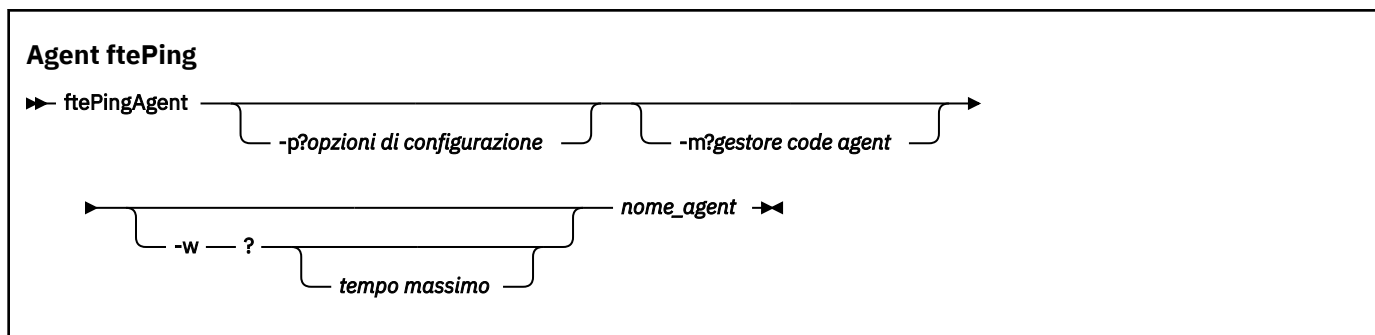 Agent ftePing
ftePingAgent
-p?opzioni di configurazione -m?gestore code agent
nome_agent
-w ?
tempo massimo